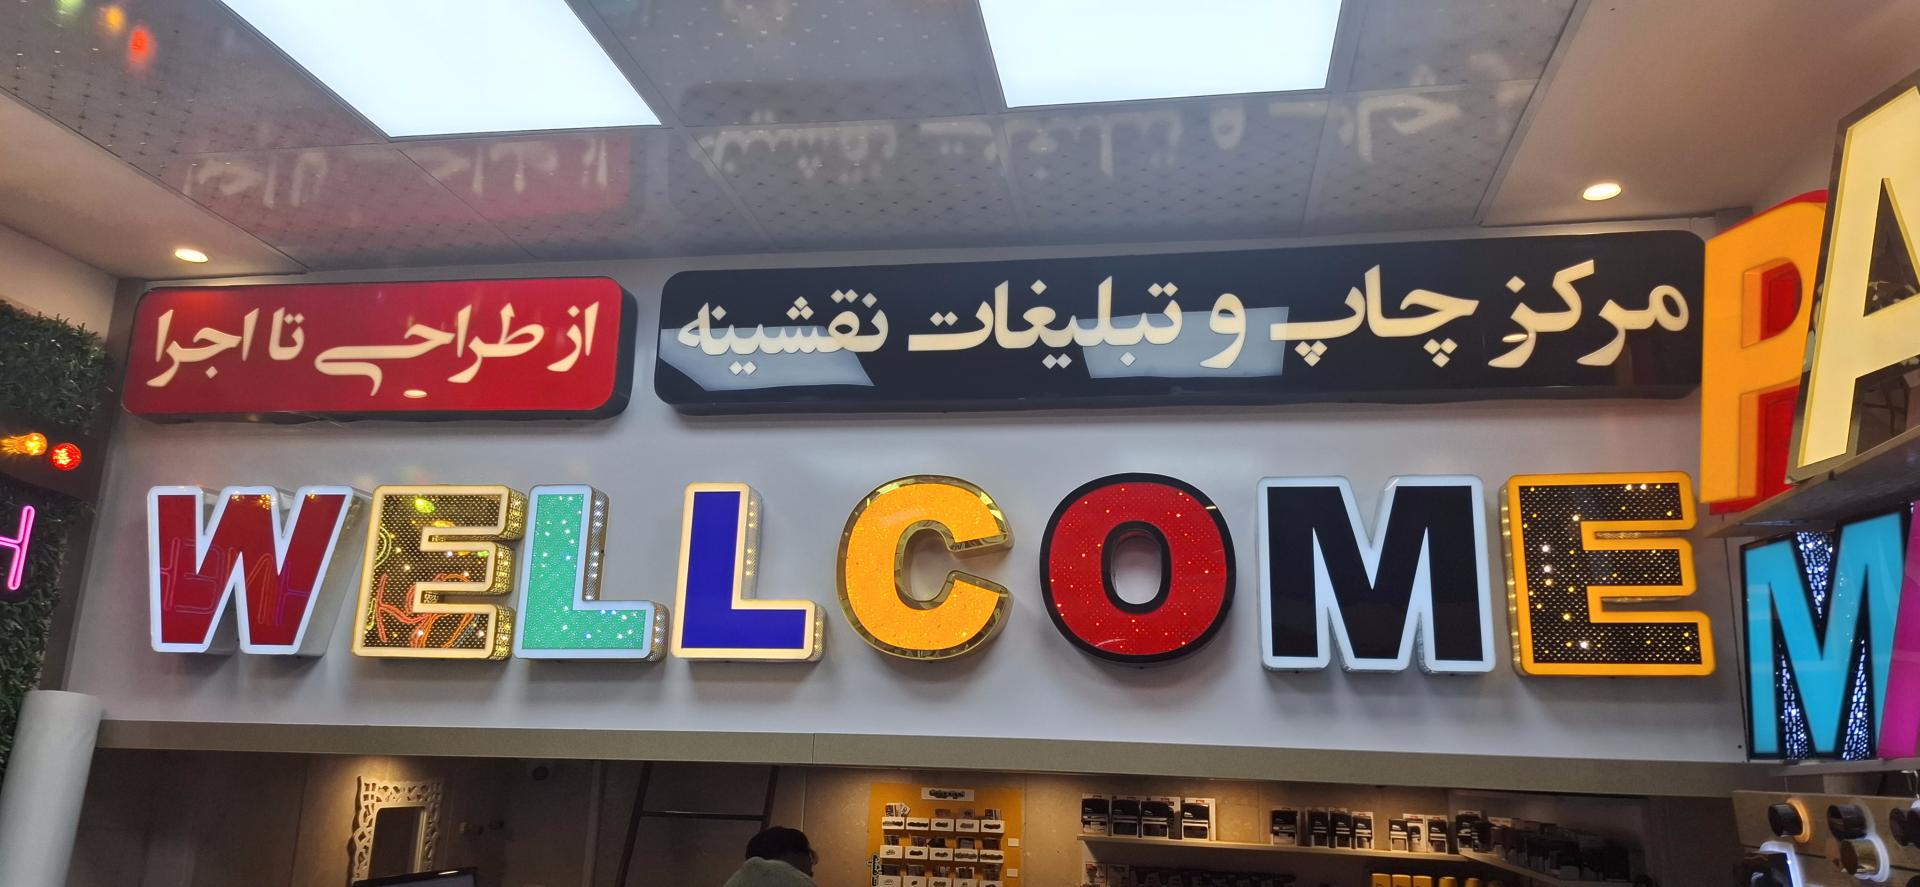 مرکز چاپ و تبلیغات نقشینه
از طراحی تا اجرا
WELLCOME
A
R
M
H